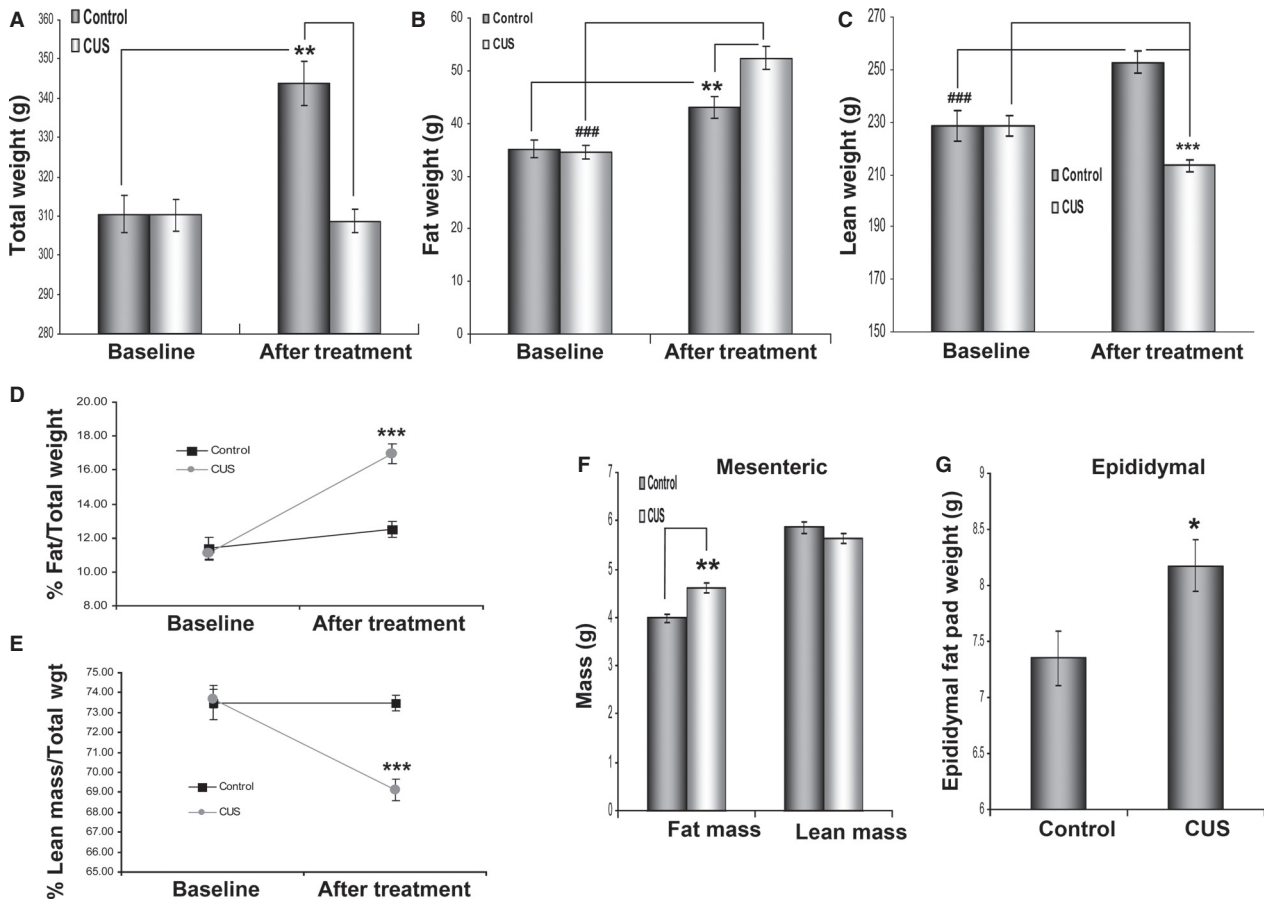 A
Total weight (g)
360
350
340
330
320
310
300
290
280
Control
CUS
**
Baseline
After treatment
B
Fat weight (g)
60
50
40
30
20
10
0
Control
CUS
###
**
Baseline
After treatment
C
Lean weight (g)
270
250
230
210
190
170
150
###
***
Control
CUS
Baseline
After treatment
D
% Fat/Total weight
20.00
18.00
16.00
14.00
12.00
10.00
8.00
Control
CUS
***
Baseline
After treatment
E
% Lean mass/Total wgt
75.00
74.00
73.00
72.00
71.00
70.00
69.00
68.00
67.00
66.00
65.00
Control
CUS
***
Baseline
After treatment
F
Mesenteric
Mass (g)
7
6
5
4
3
2
1
0
Control
CUS
**
Fat mass
Lean mass
G
Epididymal
Epididymal fat pad weight (g)
9
8.5
8
7.5
7
6.5
6
*
Control
CUS